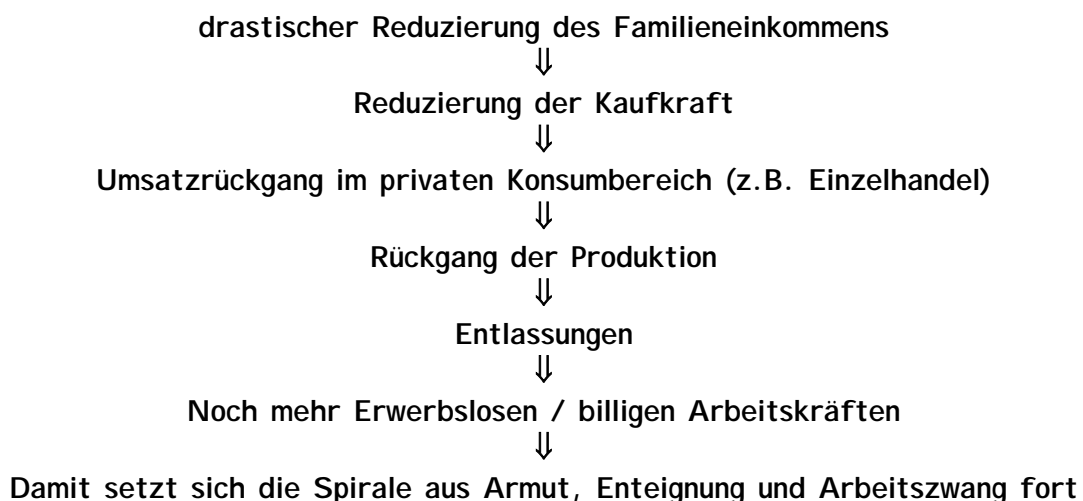 drastischer Reduzierung des Familieneinkommens
⇓
Reduzierung der Kaufkraft
⇓
Umsatzrückgang im privaten Konsumbereich (z.B. Einzelhandel)
⇓
Rückgang der Produktion
⇓
Entlassungen
⇓
Noch mehr Erwerbslosen / billigen Arbeitskräften
⇓
Damit setzt sich die Spirale aus Armut, Enteignung und Arbeitszwang fort